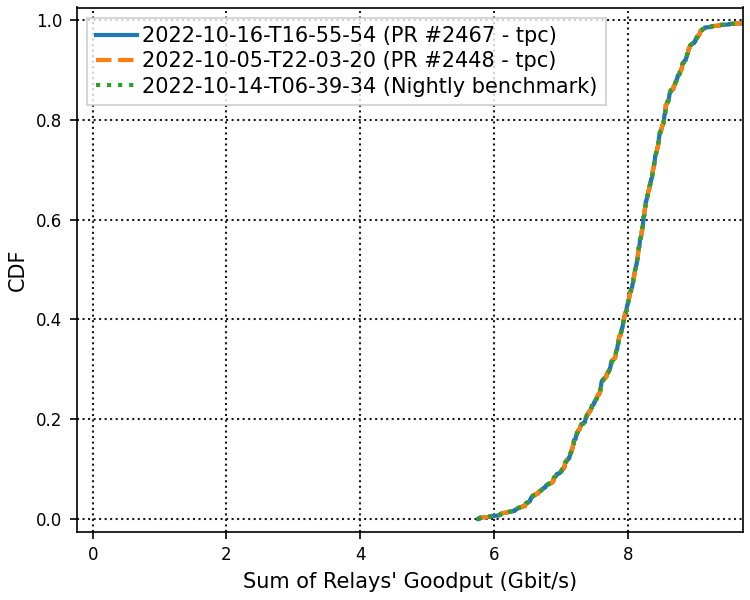 2022-10-16-T16-55-54 (PR #2467 - tpc)
2022-10-05-T22-03-20 (PR #2448 - tpc)
2022-10-14-T06-39-34 (Nightly benchmark)
1.0
0.8
0.6
0.4
0.2
0.0
CDF
0 2 4 6 8
Sum of Relays' Goodput (Gbit/s)